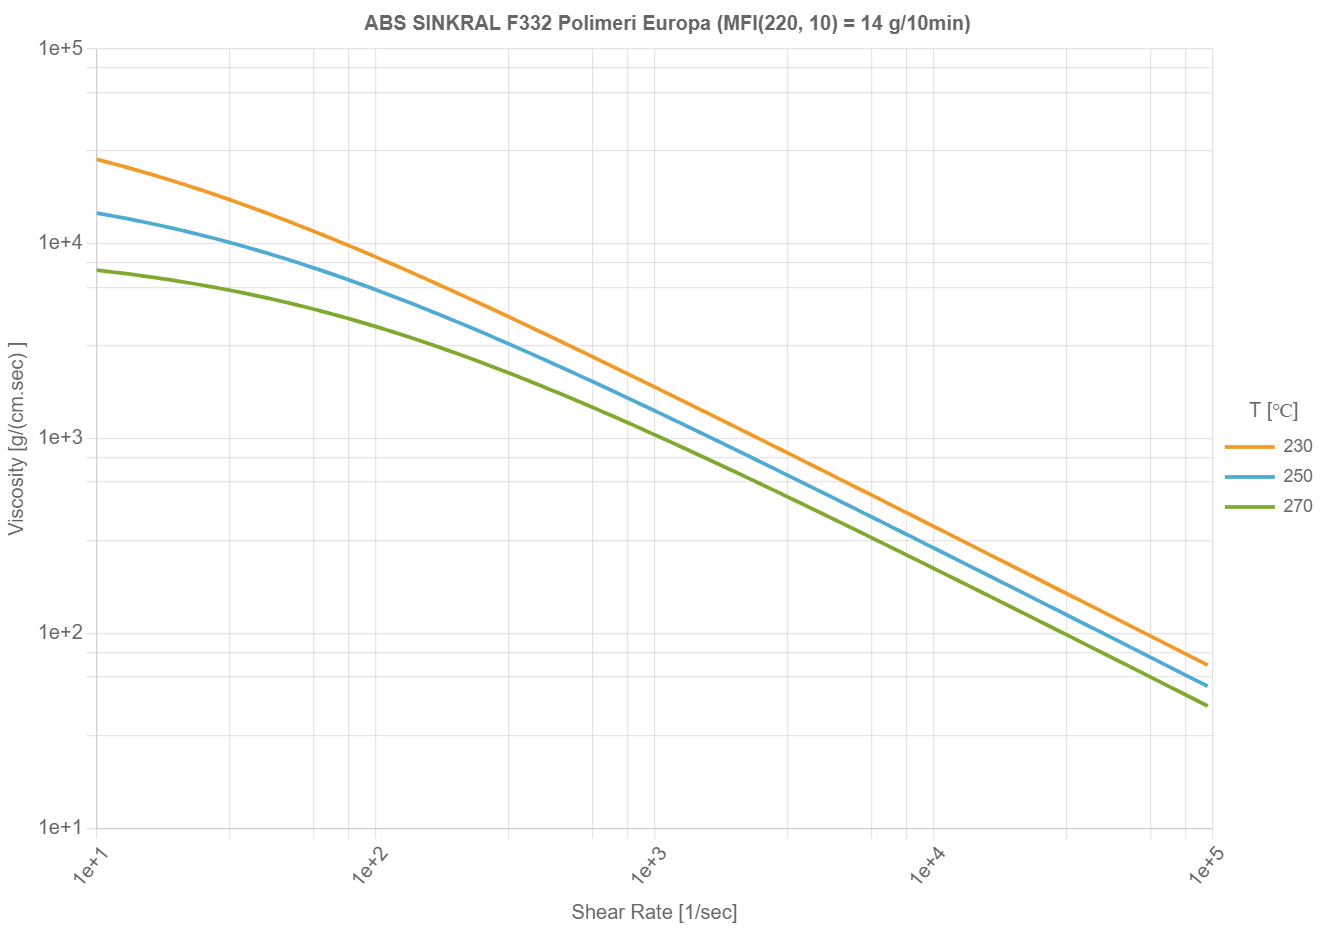 ABS SINKRAL F332 Polimeri Europa (MFI(220, 10) = 14 g/10min)
1e+5
1e+4
1e+3
1e+2
1e+1
Viscosity [g/(cm.sec) ]
1e+1
1e+2
1e+3
1e+4
1e+5
Shear Rate [1/sec]
T [℃]
230
250
270